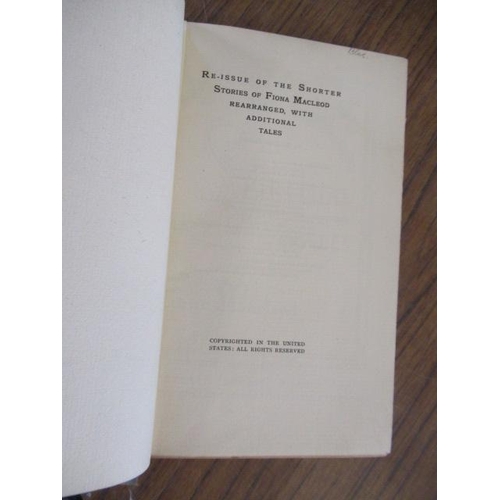 Re-issue of the Shorter
Stories of Fiona Macleod
rearranged, with
additional
tales
COPYRIGHTED IN THE UNITED
STATES: ALL RIGHTS RESERVED